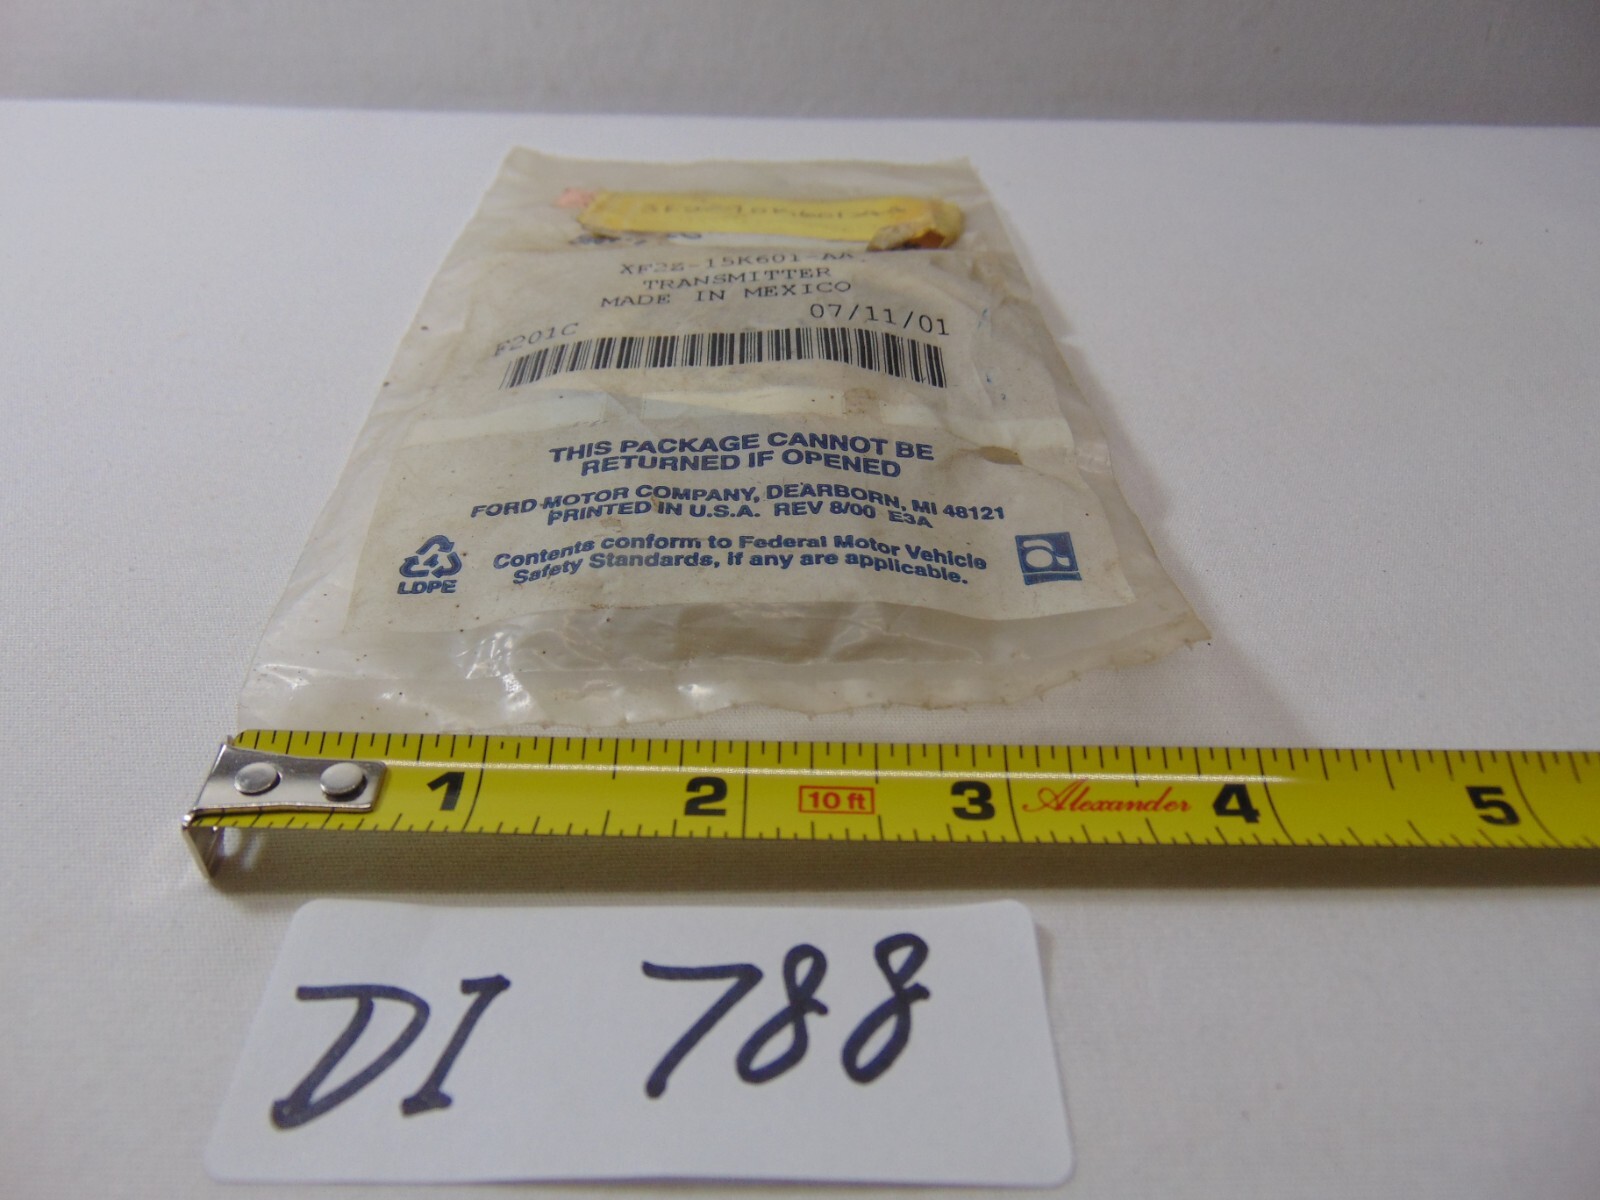 XF2Z-15K601-AA
TRANSMITTER
MADE IN MEXICO
07/11/01
F201C
THIS PACKAGE CANNOT BE
RETURNED IF OPENED
FORD MOTOR COMPANY, DEARBORN, MI 48121
PRINTED IN U.S.A. REV 8/00 E3A
Contents conform to Federal Motor Vehicle
Safety Standards, if any are applicable.
4
LDPE
1 2 10 ft 3 Alexander 4 5
DI 788